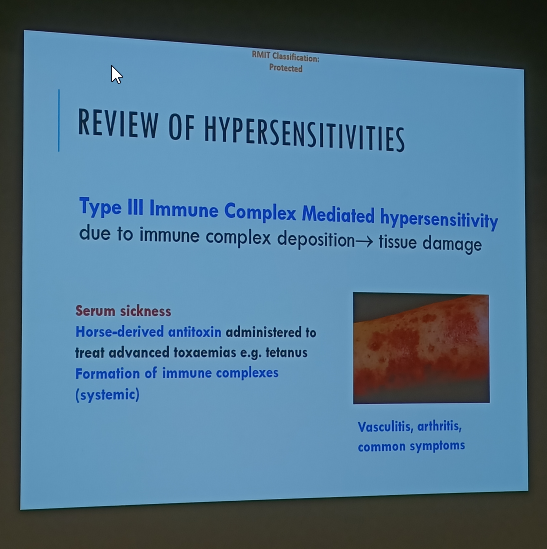 RMIT Classification:
Protected
REVIEW OF HYPERSENSITIVITIES
Type III Immune Complex Mediated hypersensitivity
due to immune complex deposition→ tissue damage
Serum sickness
Horse-derived antitoxin administered to
treat advanced toxaemias e.g. tetanus
Formation of immune complexes
(systemic)
Vasculitis, arthritis,
common symptoms